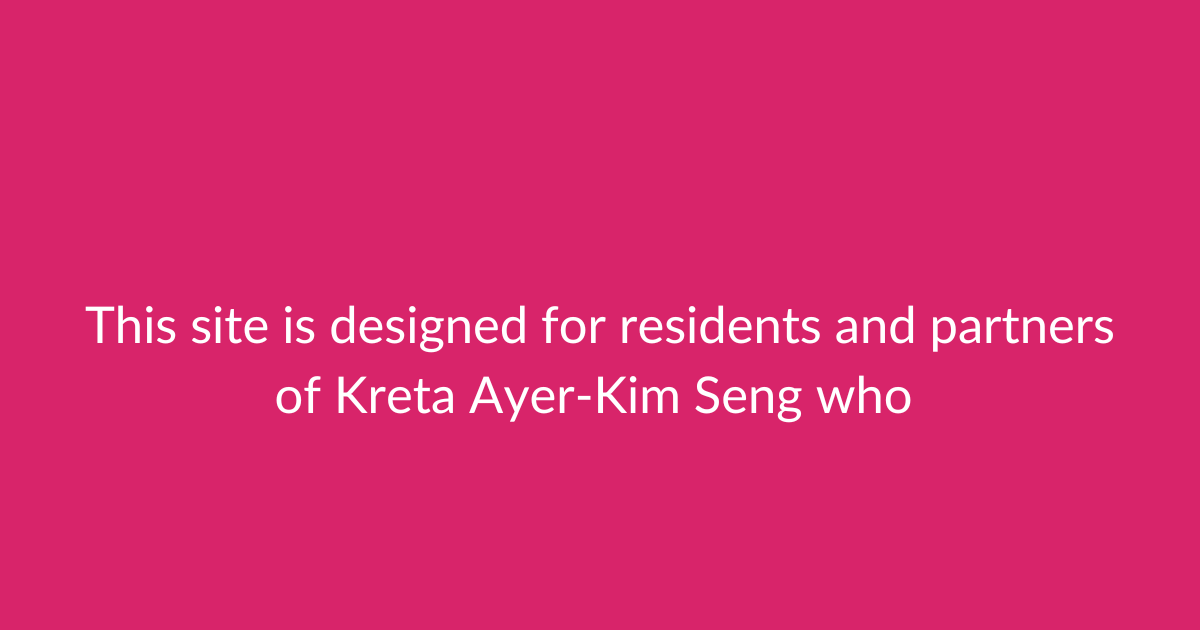 This site is designed for residents and partners
of Kreta Ayer-Kim Seng who